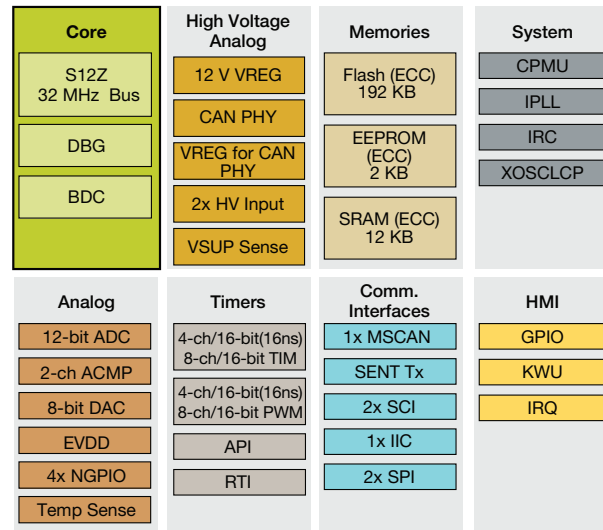 Core
S12Z
32 MHz Bus
DBG
BDC
High Voltage
Analog
12 V VREG
CAN PHY
VREG for CAN
PHY
2x HV Input
VSUP Sense
Memories
Flash (ECC)
192 KB
EEPROM
(ECC)
2 KB
SRAM (ECC)
12 KB
System
CPMU
IPLL
IRC
XOSCLCP
Analog
12-bit ADC
2-ch ACMP
8-bit DAC
EVDD
4x NGPIO
Temp Sense
Timers
4-ch/16-bit(16ns)
8-ch/16-bit TIM
4-ch/16-bit(16ns)
8-ch/16-bit PWM
API
RTI
Comm.
Interfaces
1x MSCAN
SENT Tx
2x SCI
1x IIC
2x SPI
HMI
GPIO
KWU
IRQ